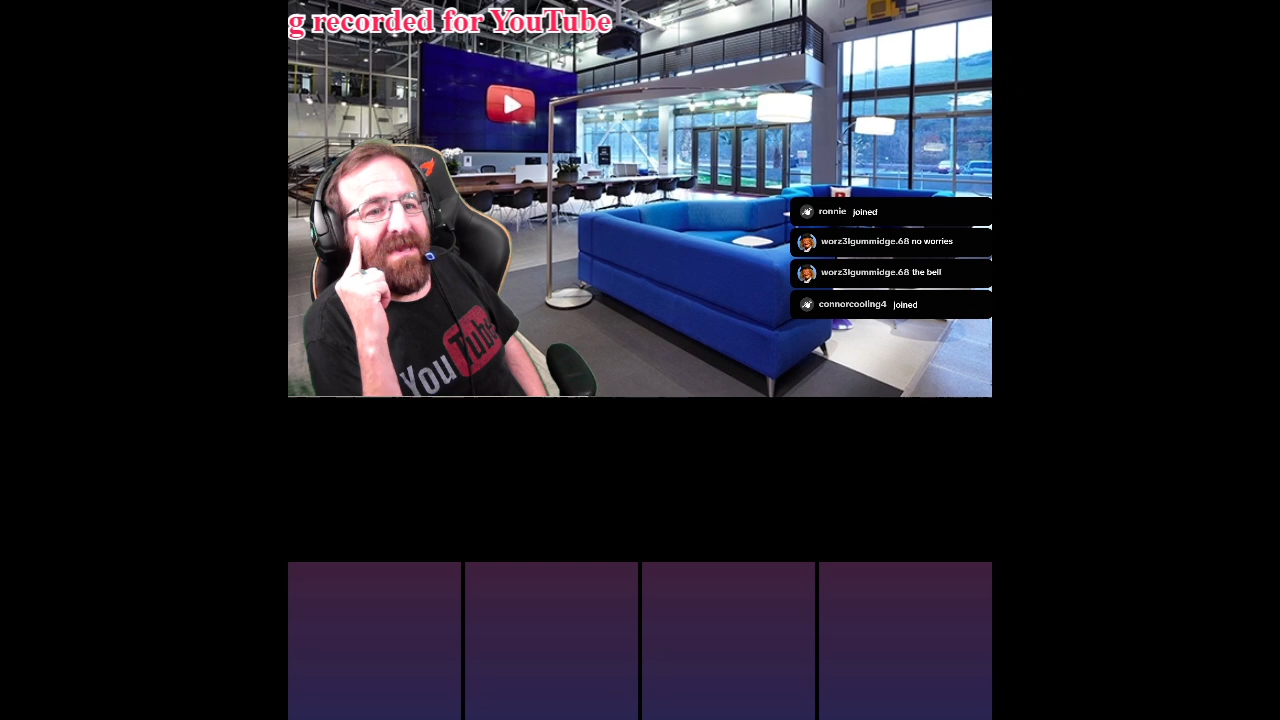 g recorded for YouTube
ronnie joined
worz3lgummidge.68 no worries
worz3lgummidge.68 the bell
connorcooling4 joined
YouTube